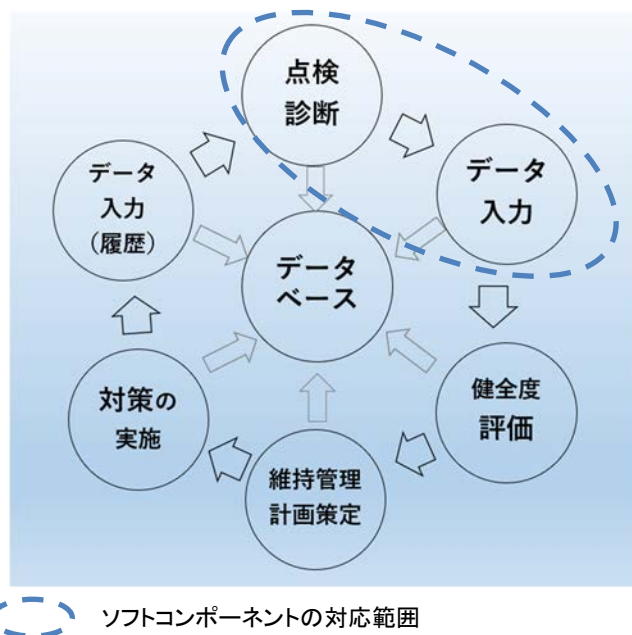 点検
診断
データ
入力
データ
入力
（履歴）
データ
ベース
対策の
実施
健全度
評価
維持管理
計画策定
ソフトコンポーネントの対応範囲